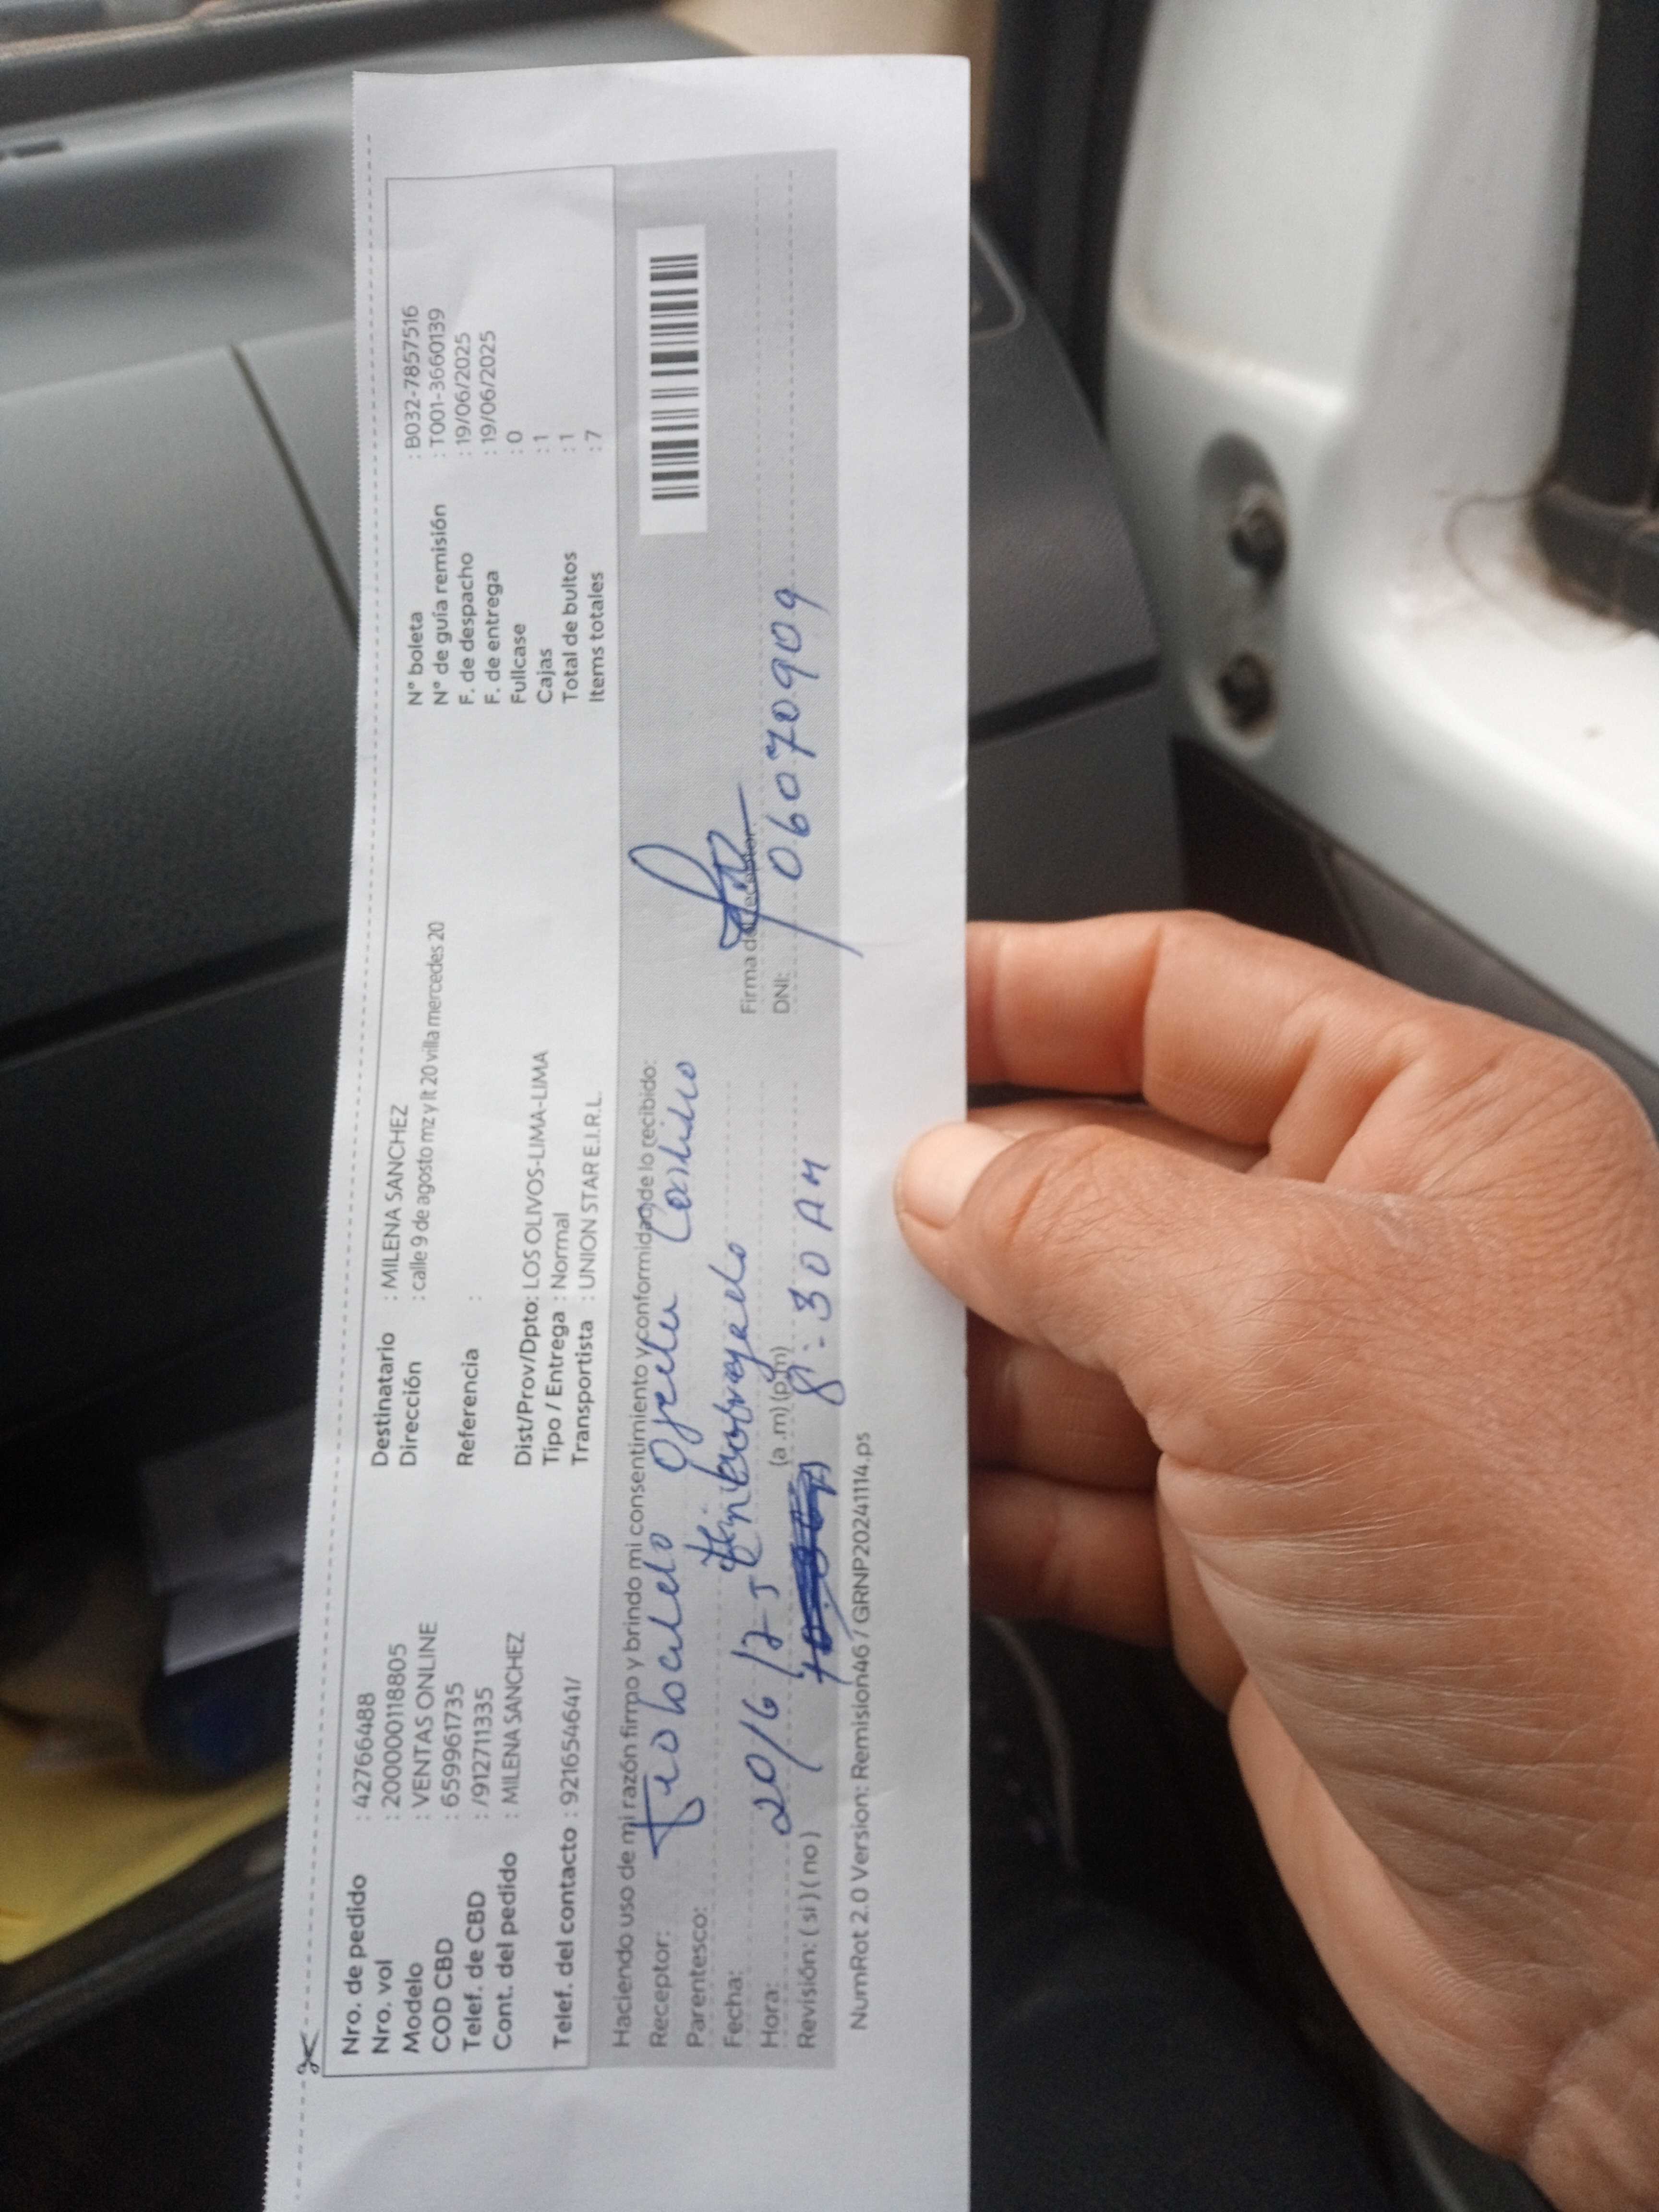 Nro. de pedido : 42766488
Nro. vol : 20000018805
Modelo : VENTAS ONLINE
COD CBD : 659961735
Telef. de CBD : /912711335
Cont. del pedido : MILENA SANCHEZ
Telef. del contacto : 921654641/
Destinatario : MILENA SANCHEZ
Dirección : calle 9 de agosto mz y lt 20 villa mercedes 20
Referencia :
Dist/Prov/Dpto: LOS OLIVOS-LIMA-LIMA
Tipo / Entrega : Normal
Transportista : UNION STAR E.I.R.L.
N° boleta : B032-7857516
N° de guía remisión : T001-3660139
F. de despacho : 19/06/2025
F. de entrega : 19/06/2025
Fullcase : 0
Cajas : 1
Total de bultos : 1
Items totales : 7
Haciendo uso de mi razón firmo y brindo mi consentimiento y conformidad de lo recibido:
Receptor: Teobaldo
Parentesco:
Fecha: 20/6/25
Hora: (a.m) (p.m) 8:30 AM
Revisión: ( si ) ( no )
Firma del receptor:
DNI: 06070909
NumRot 2.0 Version: Remision46 / GRNP20241114.ps